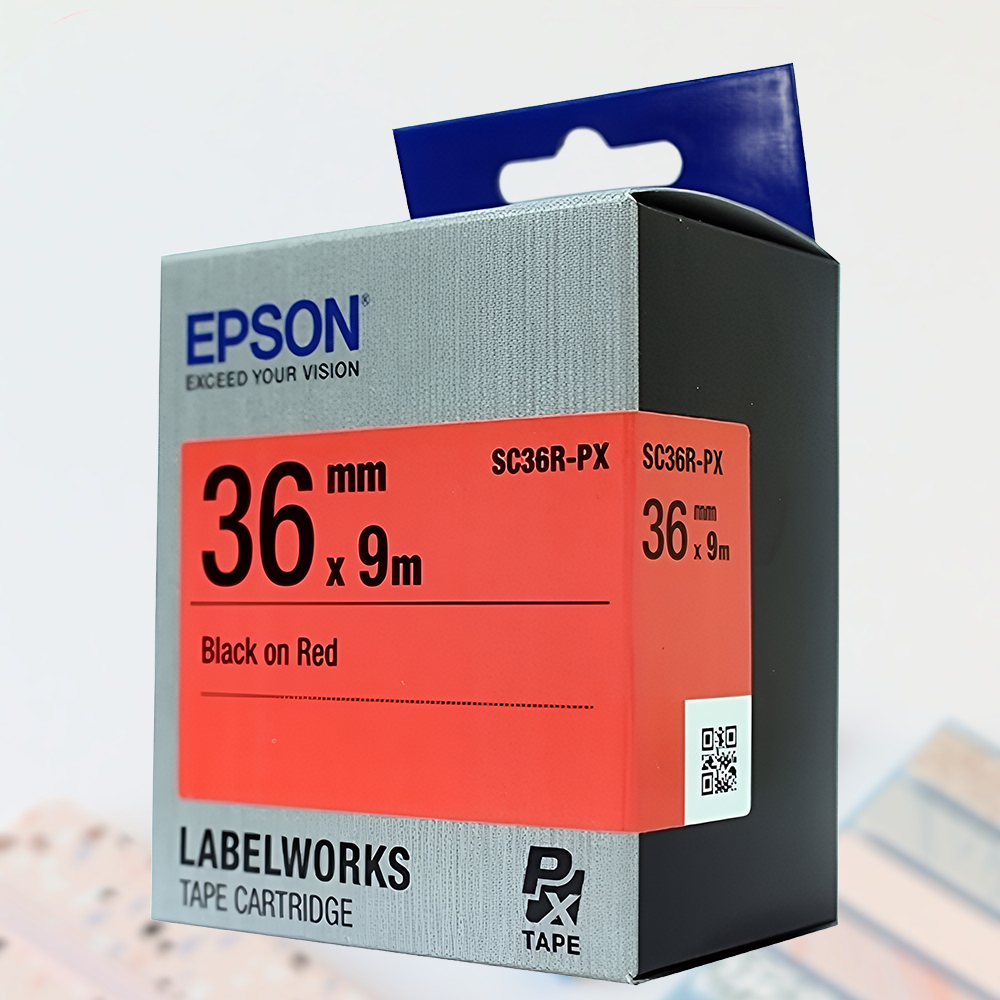 EPSON®
EXCEED YOUR VISION
36 mm x 9m
SC36R-PX
Black on Red
LABELWORKS
TAPE CARTRIDGE
PX
TAPE
SC36R-PX
36 mm x 9m